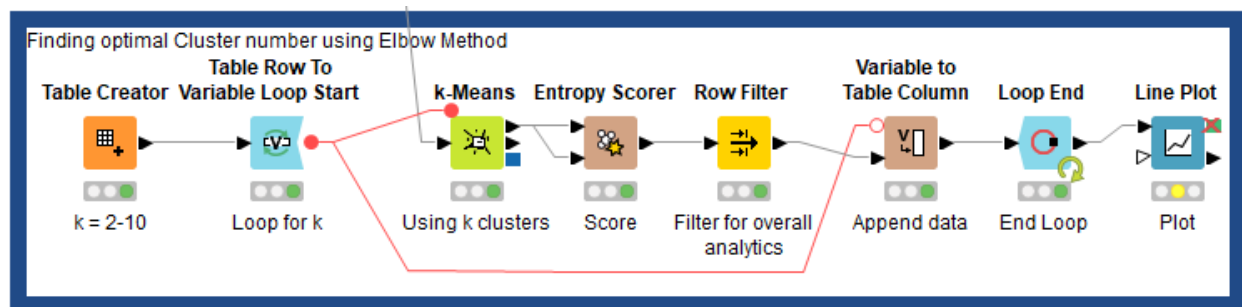 Finding optimal Cluster number using Elbow Method
Table Creator
Table Row To
Variable Loop Start
k-Means
Entropy Scorer
Row Filter
Variable to
Table Column
Loop End
Line Plot
V
V
k = 2-10
Loop for k
Using k clusters
Score
Filter for overall
analytics
Append data
End Loop
Plot